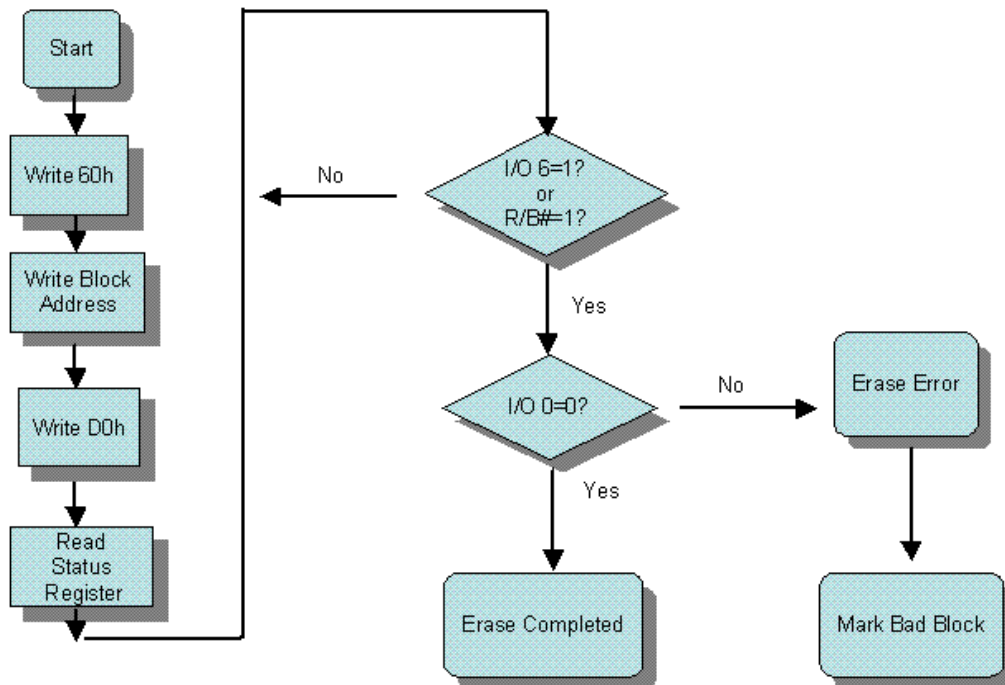 Start
Write 60h
Write Block
Address
Write D0h
Read
Status
Register
I/O 6=1?
or
R/B#=1?
No
Yes
I/O 0=0?
No
Yes
Erase Error
Erase Completed
Mark Bad Block